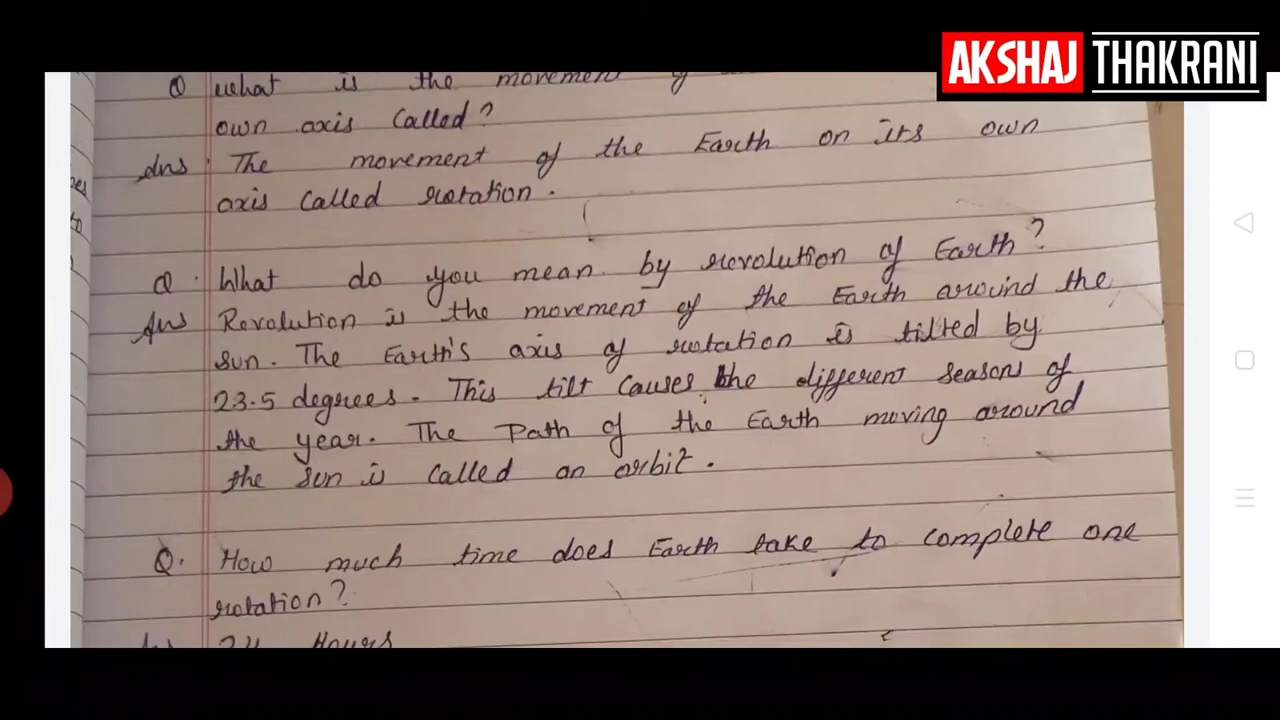 AKSHAJ THAKRANI
Q what is the movement of
own axis called?
Ans. The movement of the Earth on its own
axis called rotation.
Q. What do you mean by revolution of Earth?
Ans Revolution is the movement of the Earth around the
sun. The Earth's axis of rotation is tilted by
23.5 degrees. This tilt causes the different seasons of
the year. The Path of the Earth moving around
the sun is called an orbit.
Q. How much time does Earth take to complete one
rotation?
24 Hours